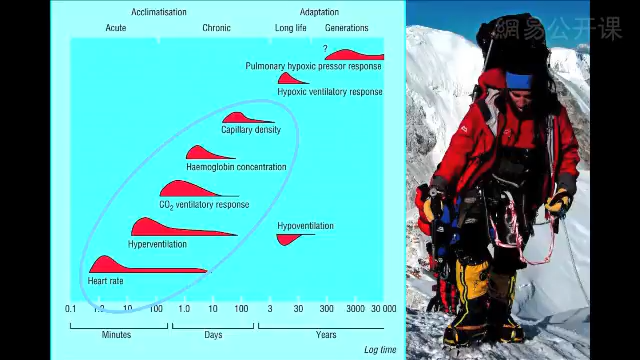 Acclimatisation Adaptation
Acute Chronic Long life Generations
網易公开课
?
Pulmonary hypoxic pressor response
Hypoxic ventilatory response
Capillary density
Haemoglobin concentration
CO2 ventilatory response
Hypoventilation
Hyperventilation
Heart rate
0.1 1.0 10 100 1.0 10 100 3 30 300 3000 30 000
Minutes Days Years
Log time